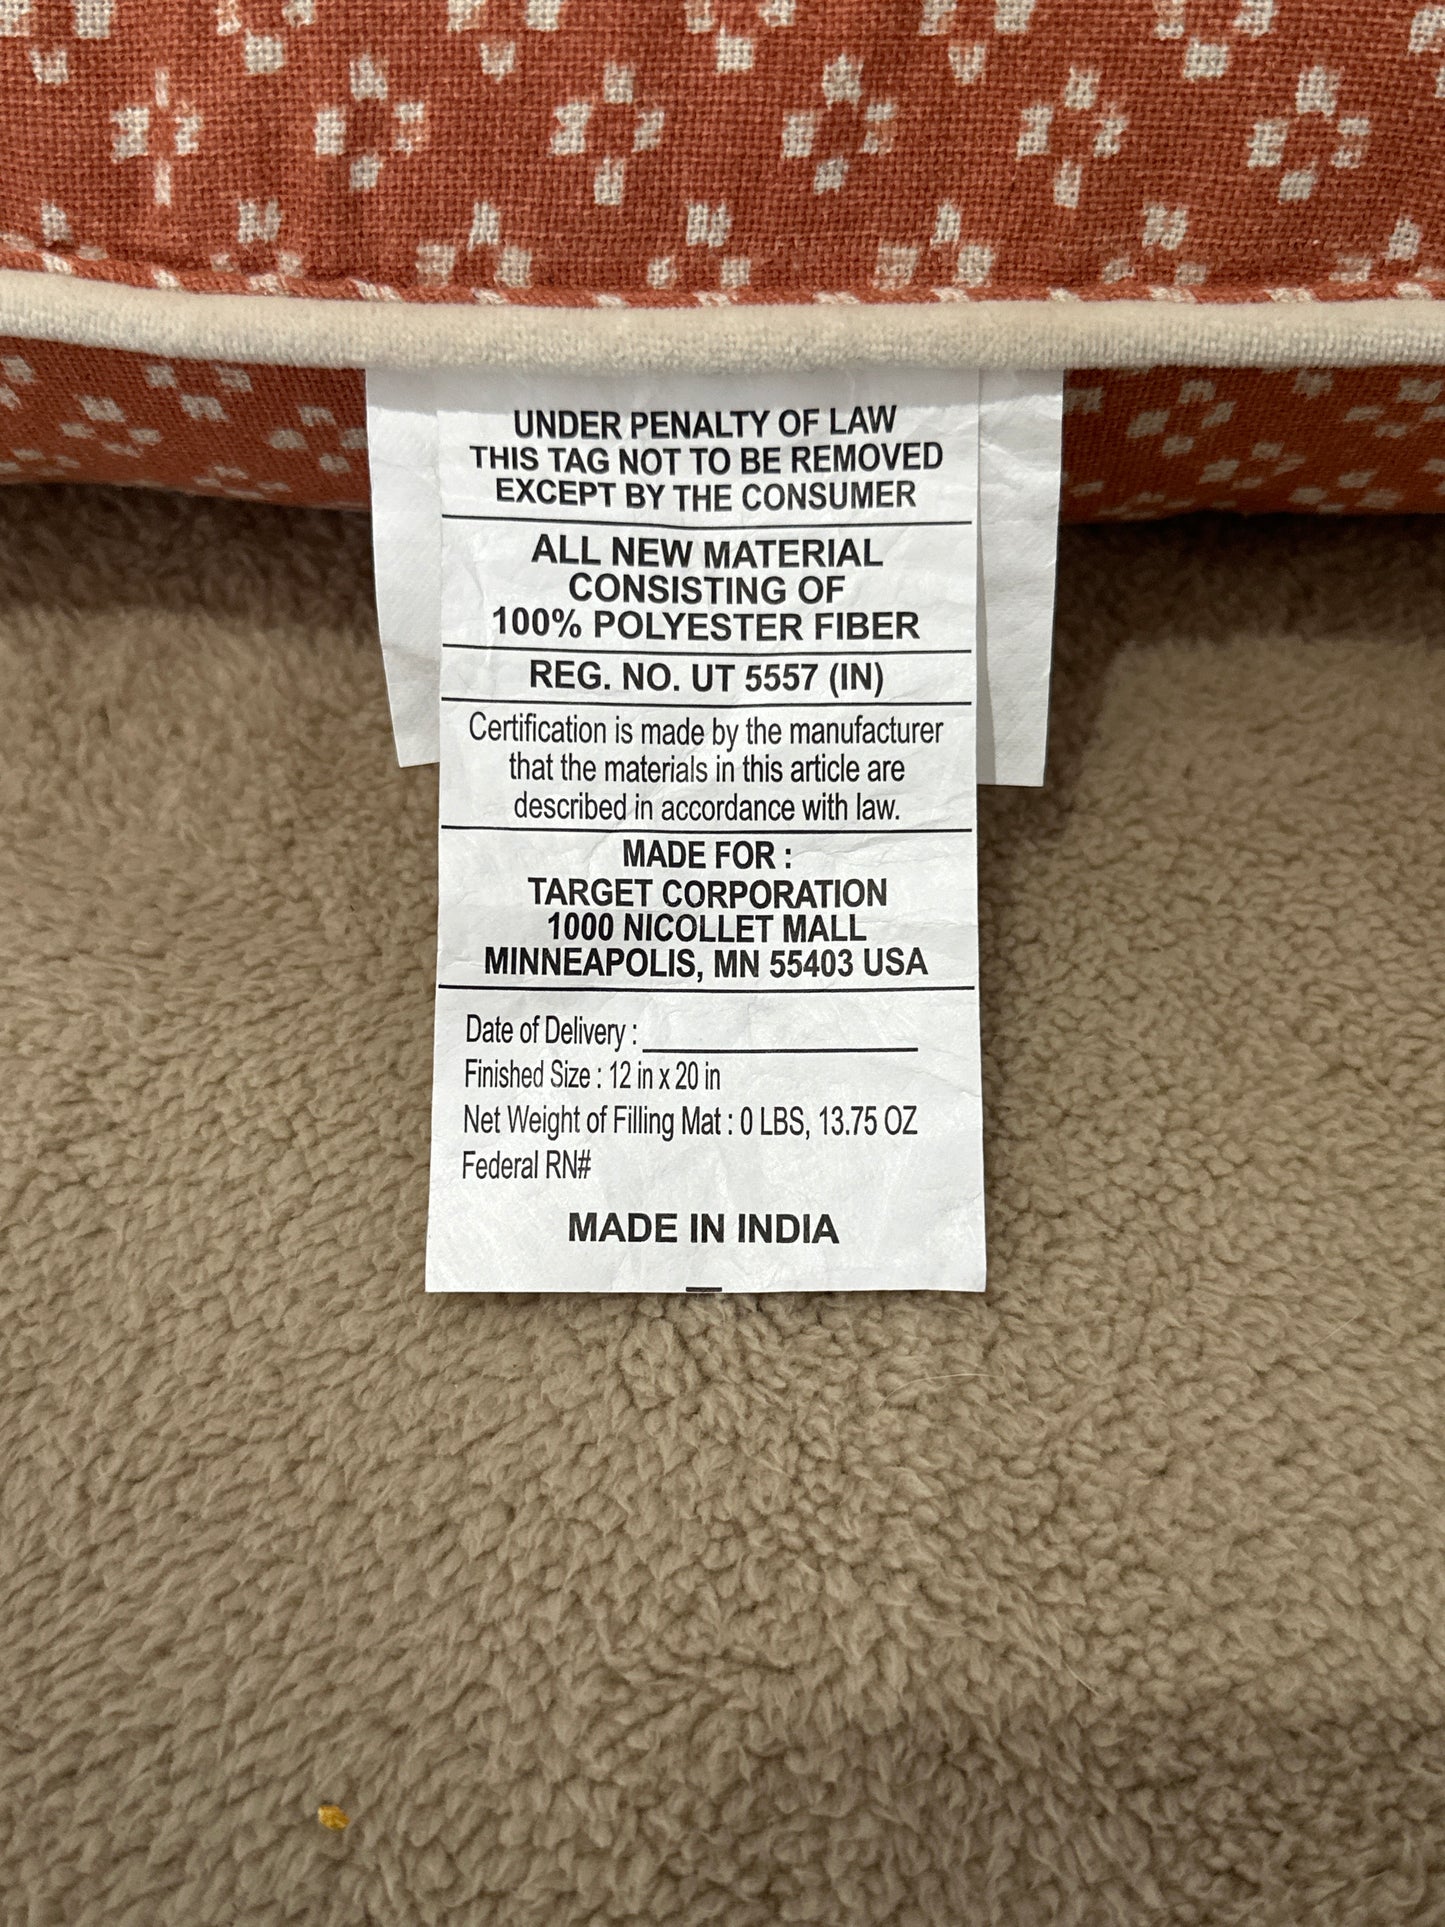 UNDER PENALTY OF LAW
THIS TAG NOT TO BE REMOVED
EXCEPT BY THE CONSUMER
ALL NEW MATERIAL
CONSISTING OF
100% POLYESTER FIBER
REG. NO. UT 5557 (IN)
Certification is made by the manufacturer
that the materials in this article are
described in accordance with law.
MADE FOR :
TARGET CORPORATION
1000 NICOLLET MALL
MINNEAPOLIS, MN 55403 USA
Date of Delivery :
Finished Size : 12 in x 20 in
Net Weight of Filling Mat : 0 LBS, 13.75 OZ
Federal RN#
MADE IN INDIA